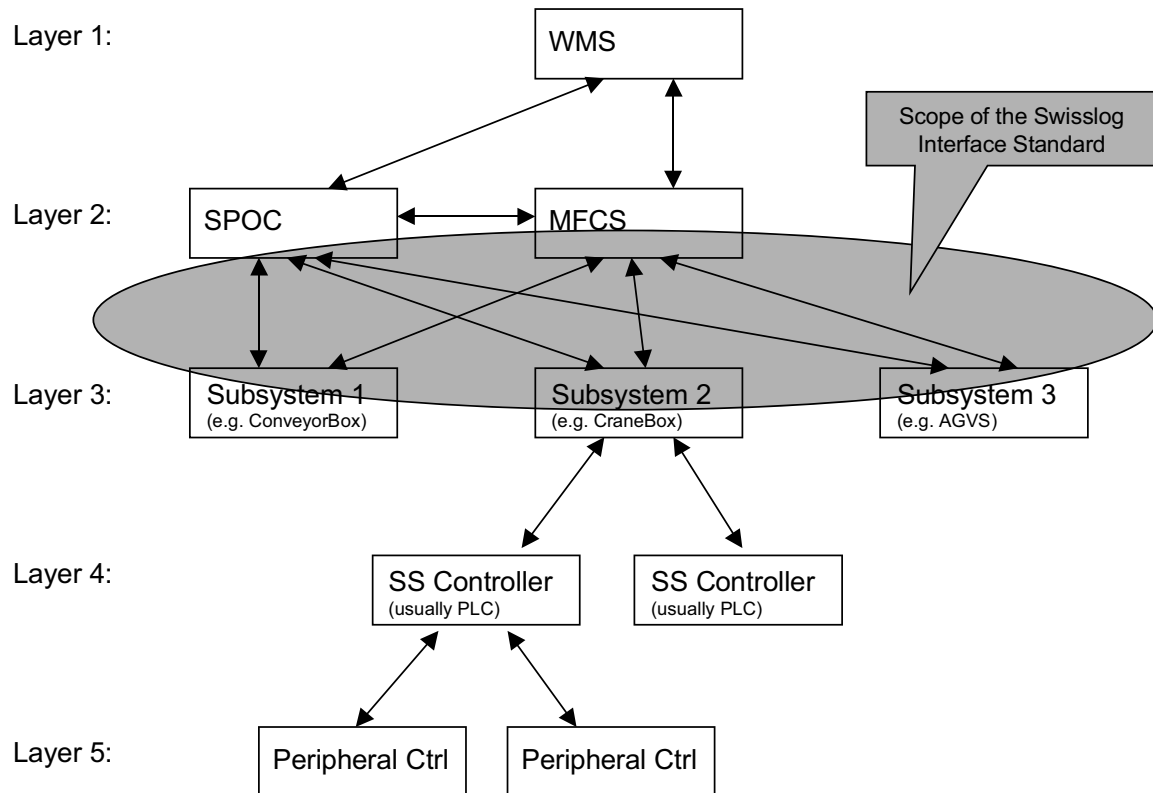 Layer 1:
WMS
Scope of the Swisslog
Interface Standard
Layer 2:
SPOC
MFCS
Layer 3:
Subsystem 1
(e.g. ConveyorBox)
Subsystem 2
(e.g. CraneBox)
Subsystem 3
(e.g. AGVS)
Layer 4:
SS Controller
(usually PLC)
SS Controller
(usually PLC)
Layer 5:
Peripheral Ctrl
Peripheral Ctrl